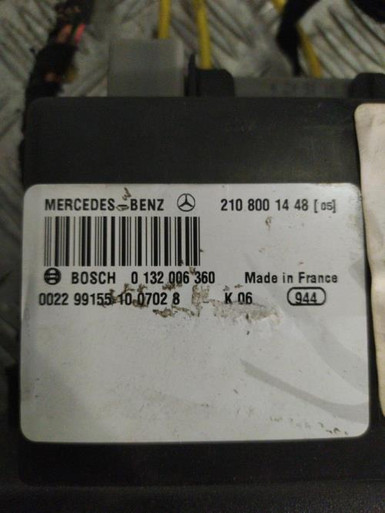 MERCEDES-BENZ 210 800 14 48 [05]
BOSCH 0 132 006 360 Made in France
0022 99155 10 0702 8 K 06 944